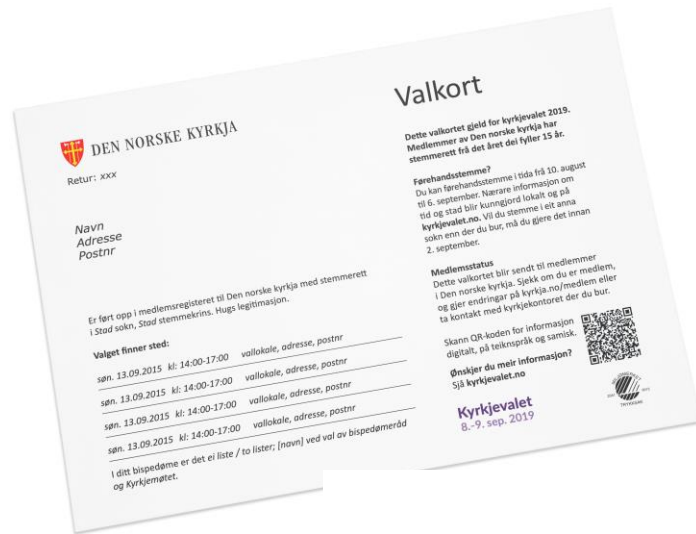 DEN NORSKE KYRKJA
Retur: xxx
Navn
Adresse
Postnr
Er ført opp i medlemsregisteret til Den norske kyrkja med stemmerett
i Stad sokn, Stad stemmekrins. Hugs legitimasjon.
Valget finner sted:
søn. 13.09.2015 kl: 14:00-17:00 vallokale, adresse, postnr
søn. 13.09.2015 kl: 14:00-17:00 vallokale, adresse, postnr
søn. 13.09.2015 kl: 14:00-17:00 vallokale, adresse, postnr
søn. 13.09.2015 kl: 14:00-17:00 vallokale, adresse, postnr
I ditt bispedøme er det ei liste / to lister; [navn] ved val av bispedømeråd
og Kyrkjemøtet.
Valkort
Dette valkortet gjeld for kyrkjevalet 2019.
Medlemmer av Den norske kyrkja har
stemmerett frå det året dei fyller 15 år.
Førehandsstemme?
Du kan førehandsstemme i tida frå 10. august
til 6. september. Nærare informasjon om
tid og stad blir kunngjord lokalt og på
kyrkjevalet.no. Vil du stemme i eit anna
sokn enn der du bur, må du gjere det innan
2. september.
Medlemsstatus
Dette valkortet blir sendt til medlemmer
i Den norske kyrkja. Sjekk om du er medlem,
og gjer endringar på kyrkja.no/medlem eller
ta kontakt med kyrkjekontoret der du bur.
Skann QR-koden for informasjon
digitalt, på teiknspråk og samisk.
Ønskjer du meir informasjon?
Sjå kyrkjevalet.no
Kyrkjevalet
8.-9. sep. 2019